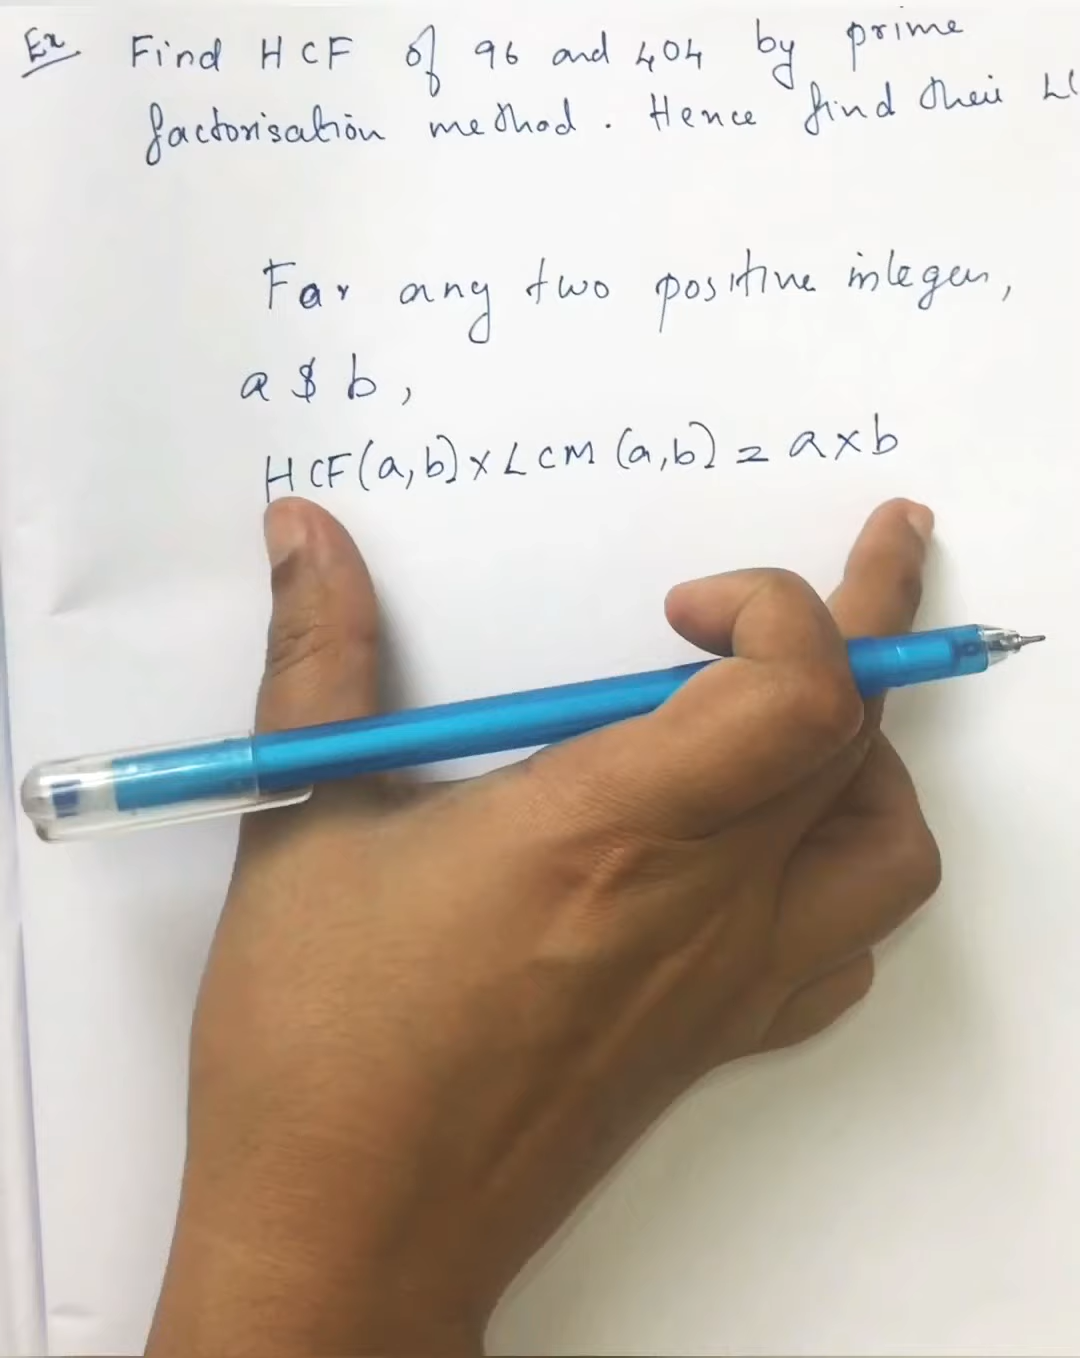 Ex Find HCF of 96 and 404 by prime
factorisation method. Hence find their LC
For any two positive integers,
a $ b,
HCF(a,b) x LCM (a,b) = a x b